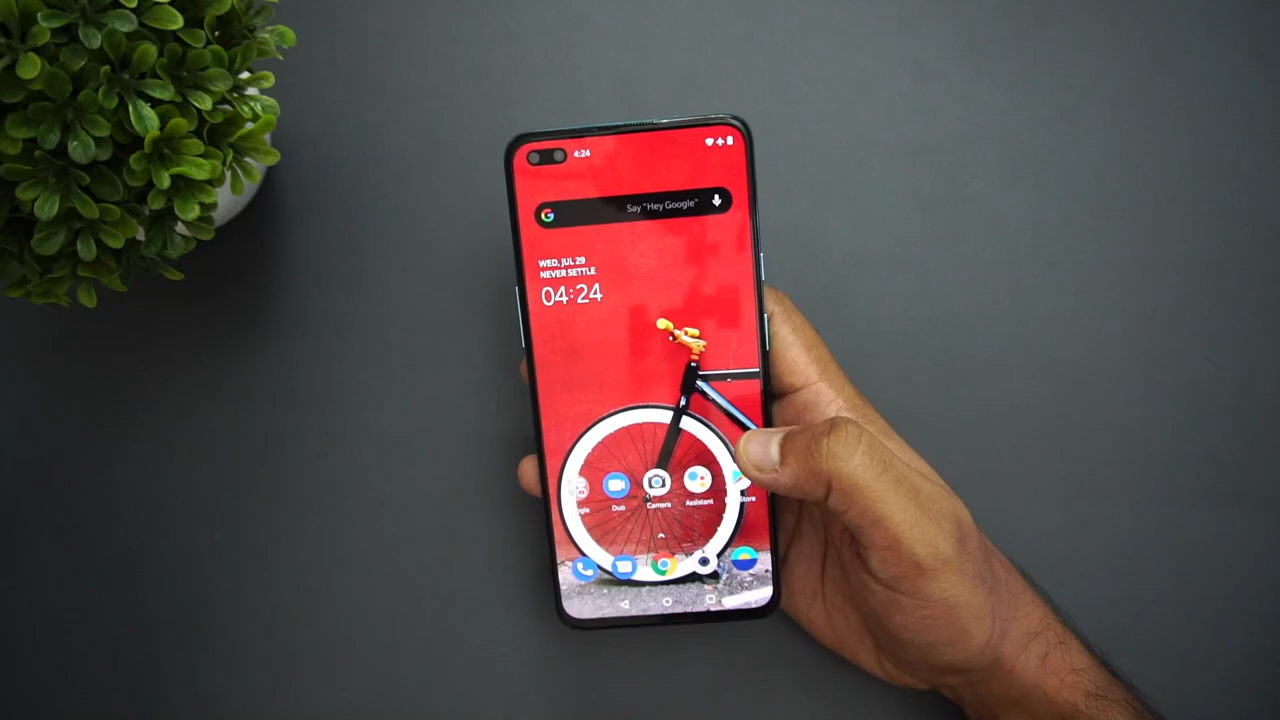 4:24
Say "Hey Google"
WED, JUL 29
NEVER SETTLE
04:24
Duo
Camera
Assistant